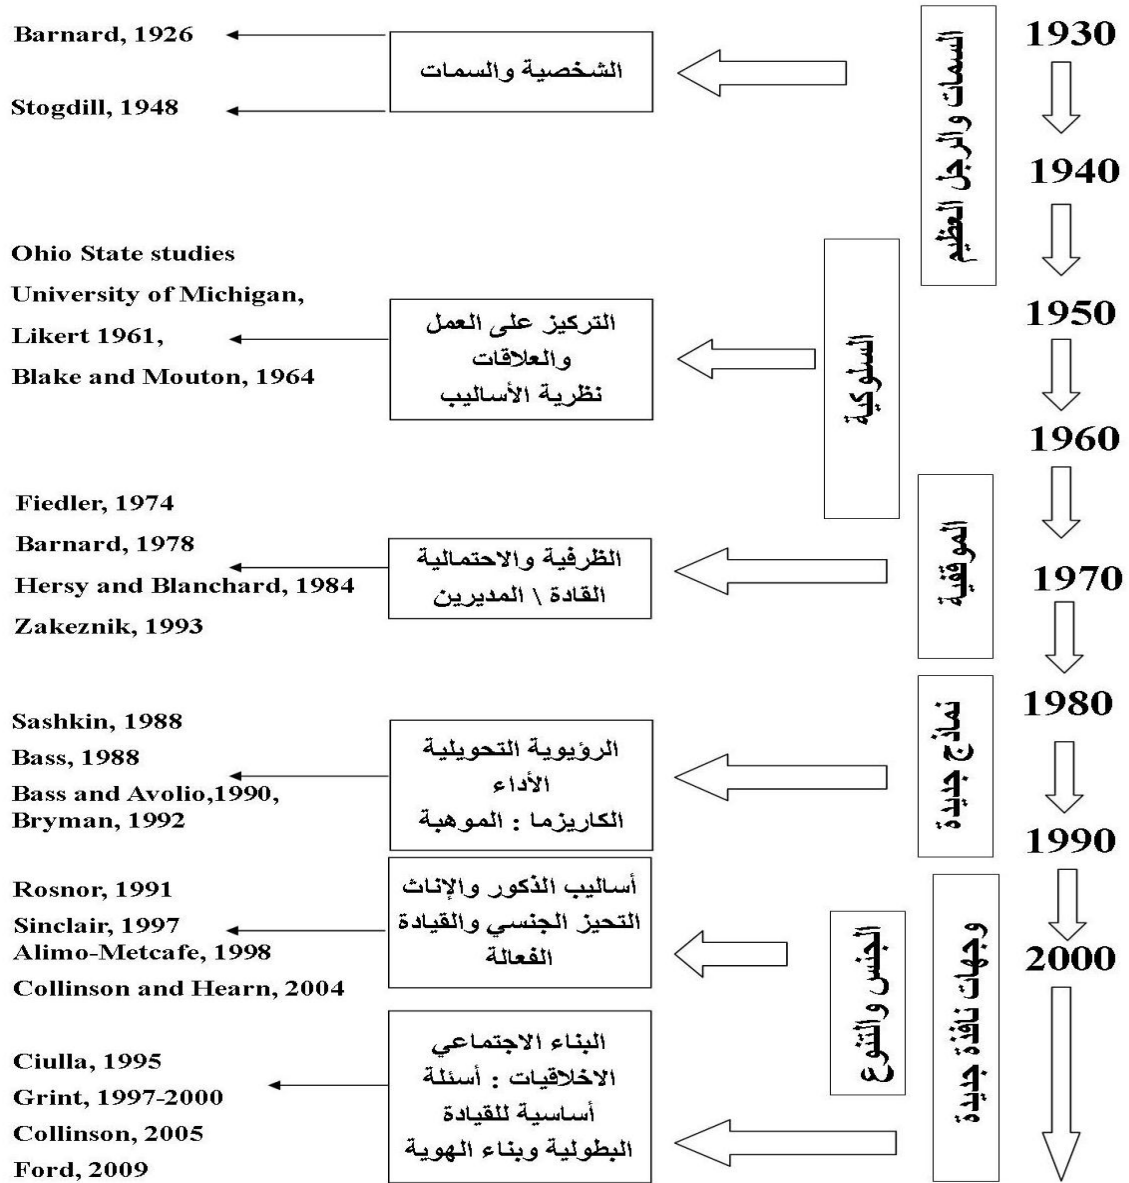 1930
1940
1950
1960
1970
1980
1990
2000
السمات والرجل العظيم
السلوكية
الموقفية
نماذج جديدة
وجهات نافذة جديدة
الجنس والتنوع
الشخصية والسمات
Barnard, 1926
Stogdill, 1948
التركيز على العمل
والعلاقات
نظرية الأساليب
Ohio State studies
University of Michigan,
Likert 1961,
Blake and Mouton, 1964
الظرفية والاحتمالية
القادة \ المديرين
Fiedler, 1974
Barnard, 1978
Hersy and Blanchard, 1984
Zakeznik, 1993
الرؤيوية التحويلية
الأداء
الكاريزما : الموهبة
Sashkin, 1988
Bass, 1988
Bass and Avolio,1990,
Bryman, 1992
أساليب الذكور والإناث
التحيز الجنسي والقيادة
الفعالة
Rosnor, 1991
Sinclair, 1997
Alimo-Metcafe, 1998
Collinson and Hearn, 2004
البناء الاجتماعي
الاخلاقيات : أسئلة
أساسية للقيادة
البطولية وبناء الهوية
Ciulla, 1995
Grint, 1997-2000
Collinson, 2005
Ford, 2009